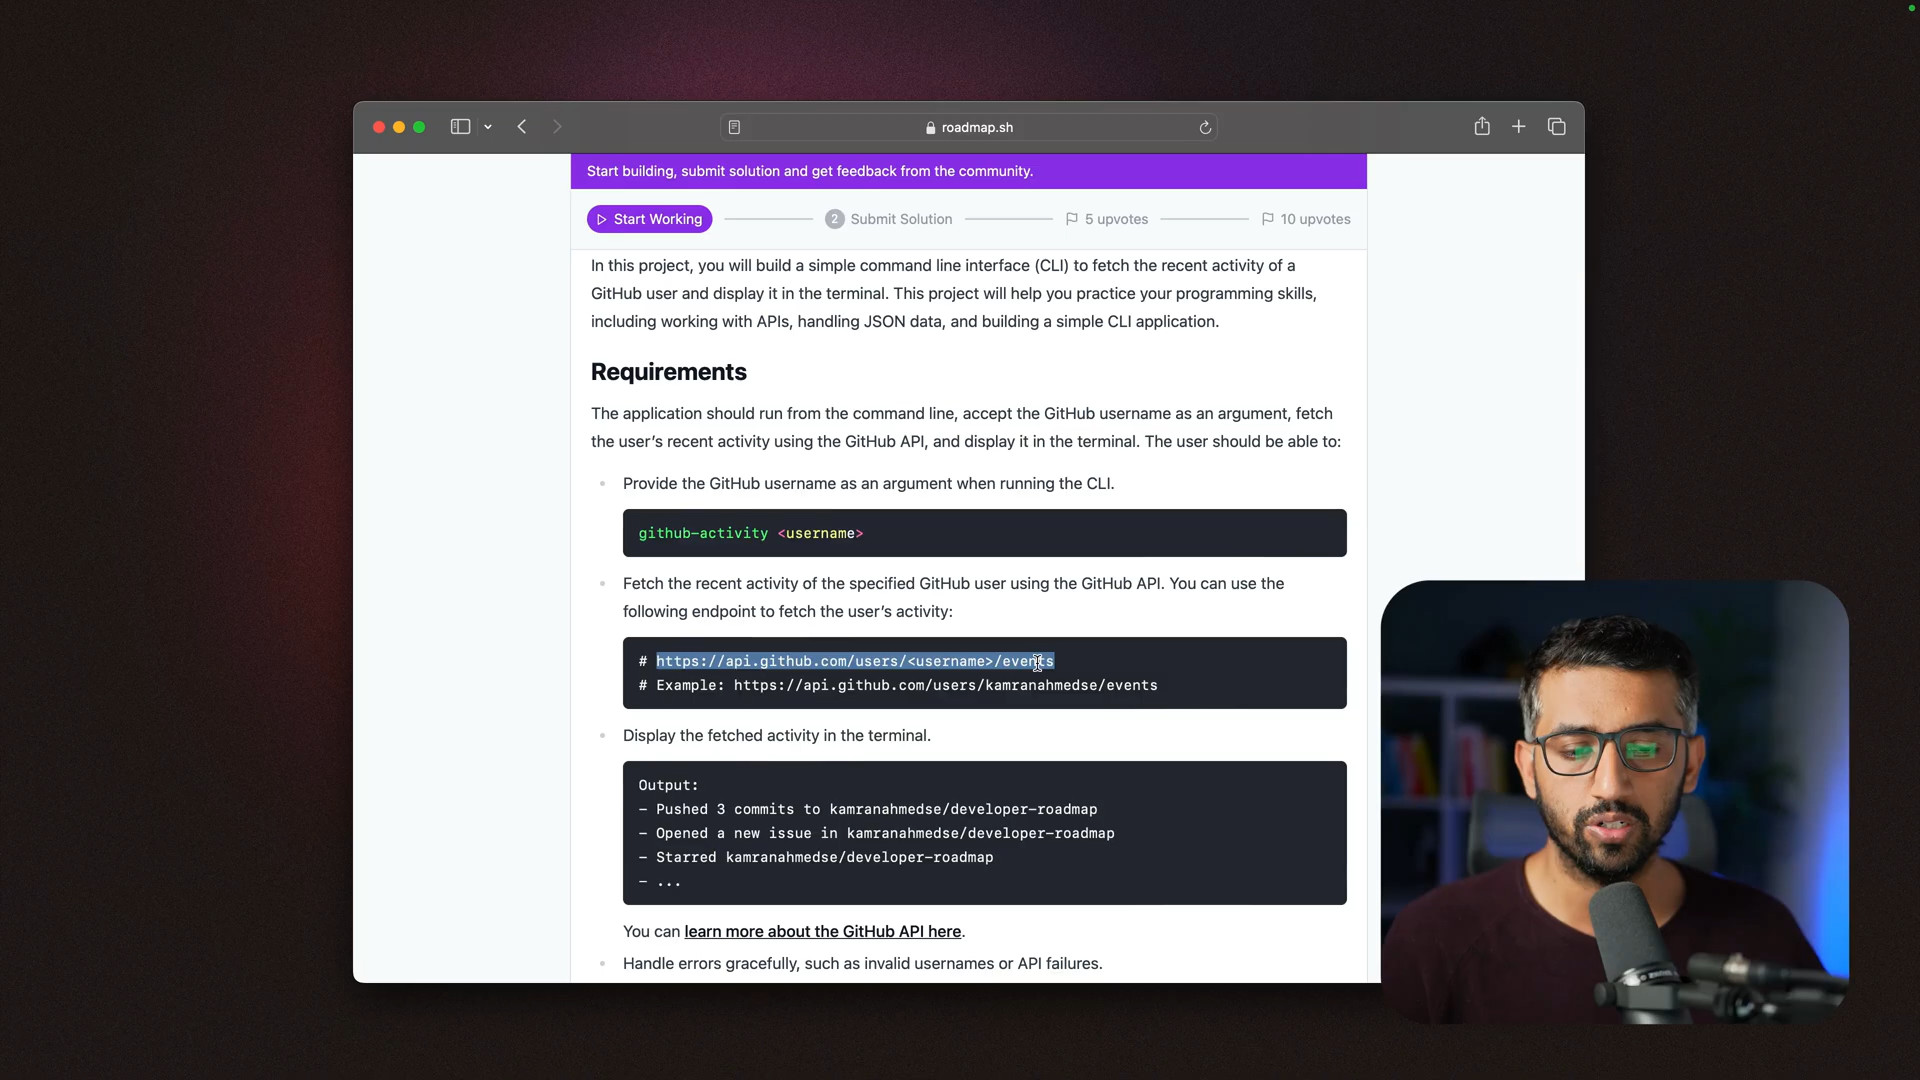 roadmap.sh
Start building, submit solution and get feedback from the community.
Start Working
2 Submit Solution
5 upvotes
10 upvotes
In this project, you will build a simple command line interface (CLI) to fetch the recent activity of a
GitHub user and display it in the terminal. This project will help you practice your programming skills,
including working with APIs, handling JSON data, and building a simple CLI application.
Requirements
The application should run from the command line, accept the GitHub username as an argument, fetch
the user’s recent activity using the GitHub API, and display it in the terminal. The user should be able to:
Provide the GitHub username as an argument when running the CLI.
github-activity <username>
Fetch the recent activity of the specified GitHub user using the GitHub API. You can use the
following endpoint to fetch the user’s activity:
# https://api.github.com/users/<username>/events
# Example: https://api.github.com/users/kamranahmedse/events
Display the fetched activity in the terminal.
Output:
- Pushed 3 commits to kamranahmedse/developer-roadmap
- Opened a new issue in kamranahmedse/developer-roadmap
- Starred kamranahmedse/developer-roadmap
- ...
You can learn more about the GitHub API here.
Handle errors gracefully, such as invalid usernames or API failures.